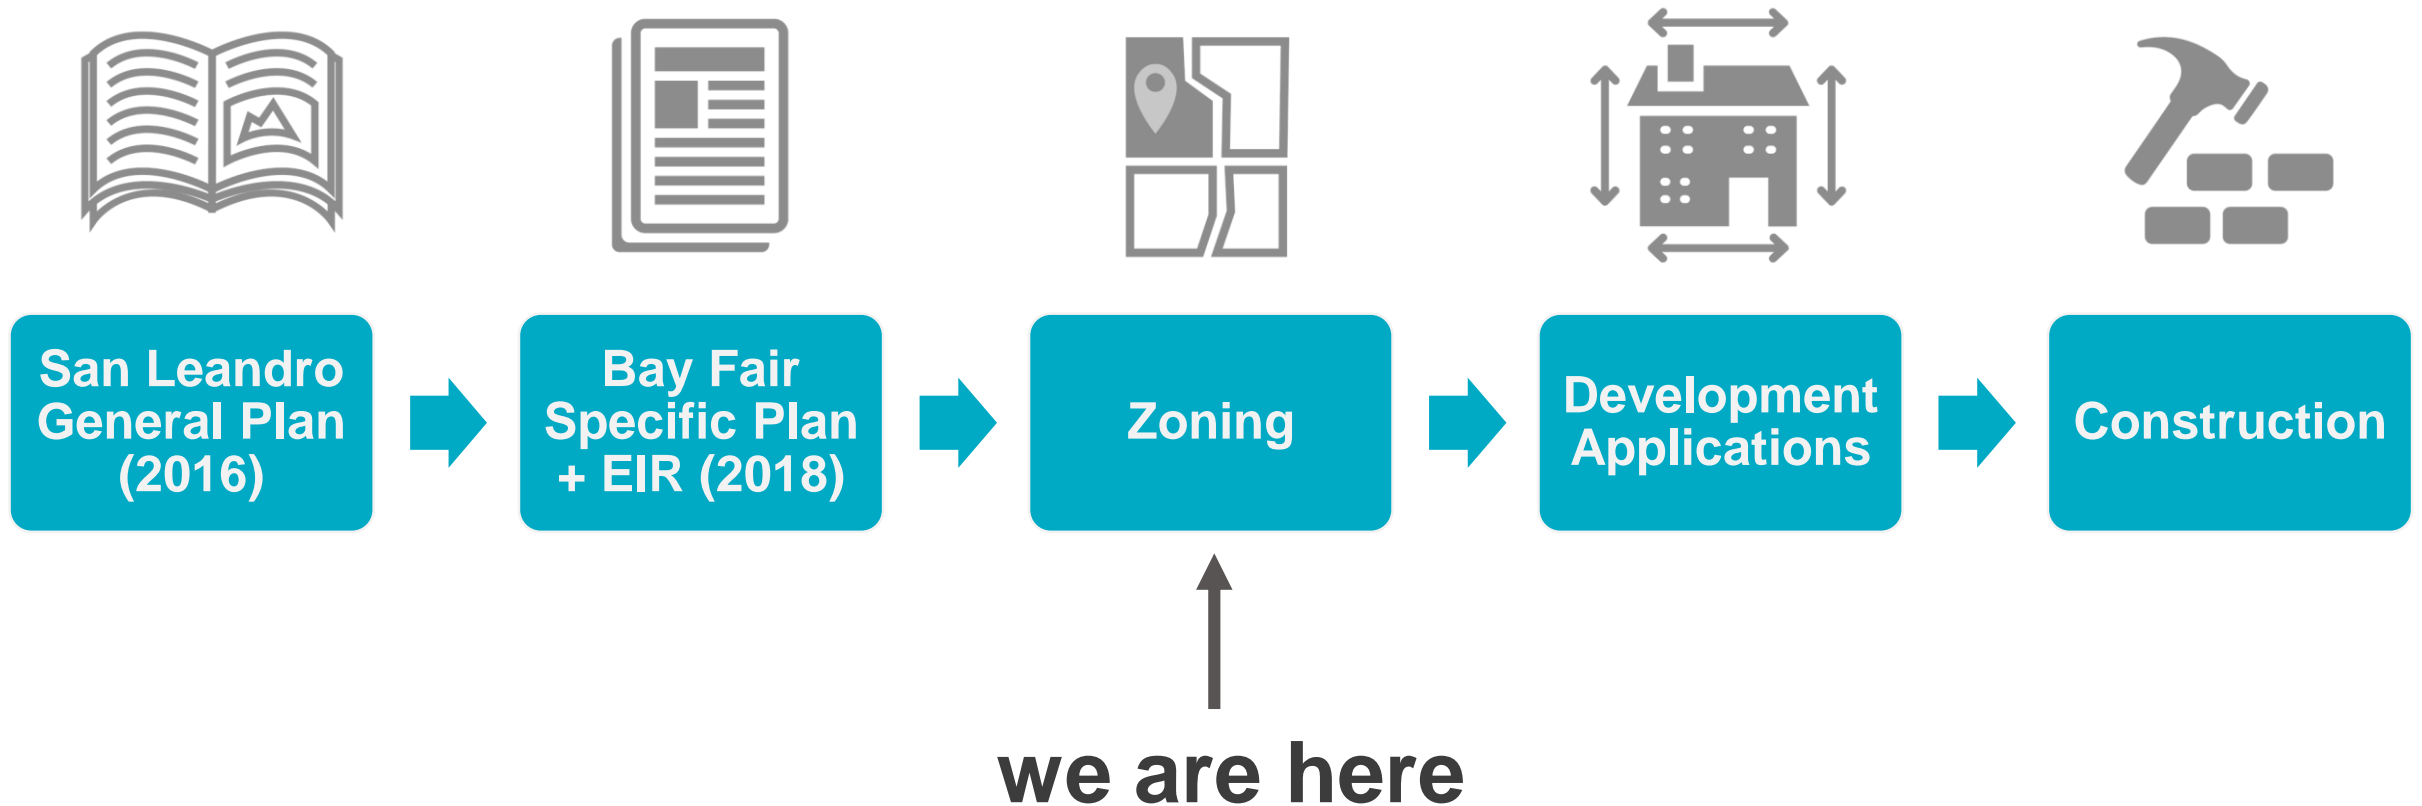 San Leandro
General Plan
(2016)
Bay Fair
Specific Plan
+ EIR (2018)
Zoning
Development
Applications
Construction
we are here